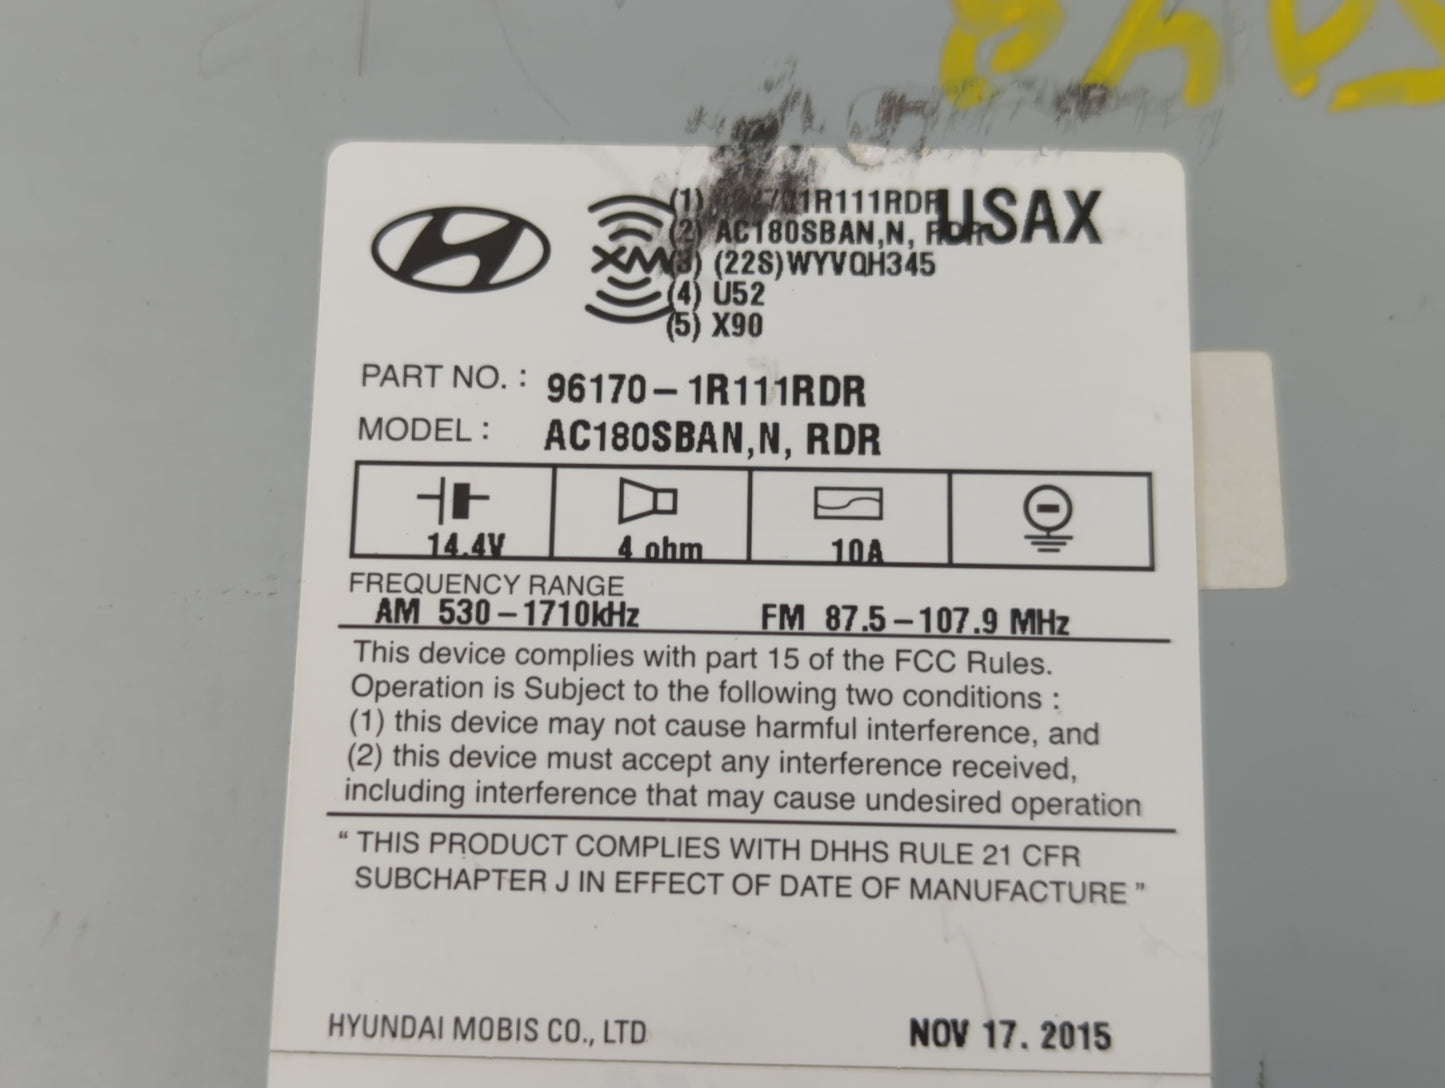 (1) 1R111RDR
USAX
(2) AC180SBAN,N, RDR
XM
(3) (22S)WYVQH345
(4) U52
(5) X90
PART NO. : 96170-1R111RDR
MODEL : AC180SBAN,N, RDR
14.4V 4 ohm 10A
FREQUENCY RANGE
AM 530-1710kHz FM 87.5-107.9 MHz
This device complies with part 15 of the FCC Rules.
Operation is Subject to the following two conditions :
(1) this device may not cause harmful interference, and
(2) this device must accept any interference received,
including interference that may cause undesired operation
“ THIS PRODUCT COMPLIES WITH DHHS RULE 21 CFR
SUBCHAPTER J IN EFFECT OF DATE OF MANUFACTURE ”
HYUNDAI MOBIS CO., LTD NOV 17. 2015